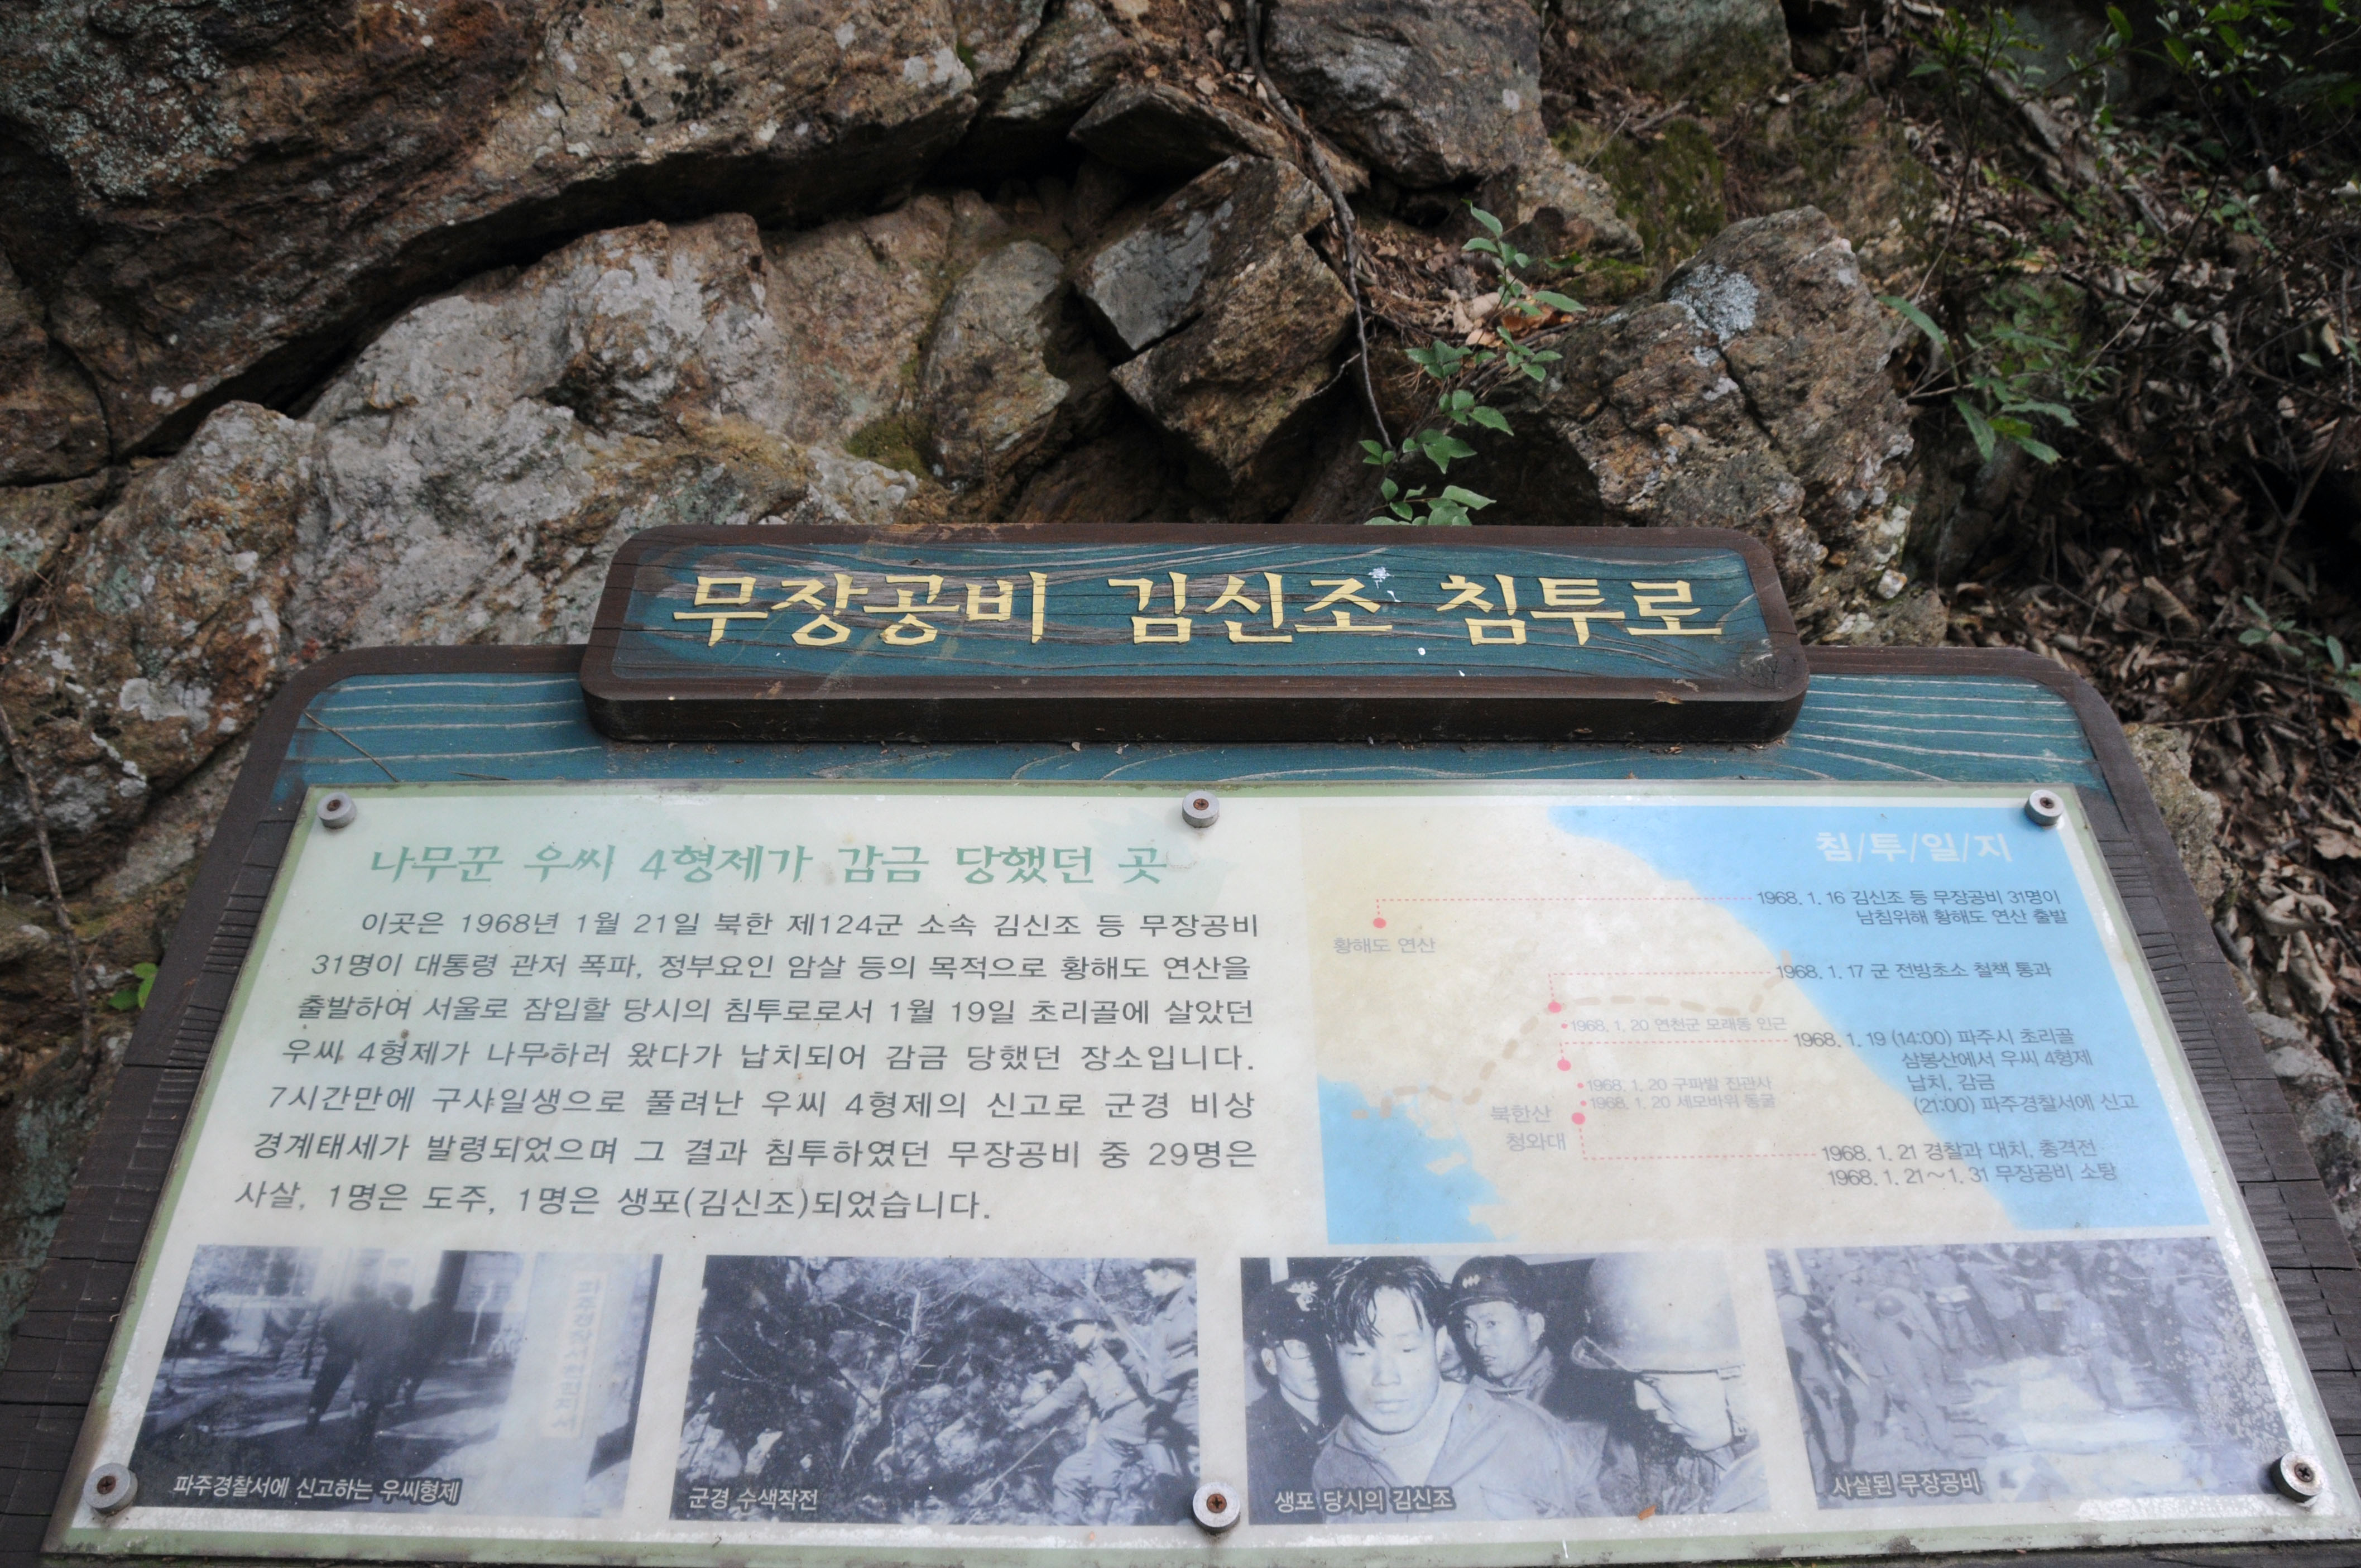 무장공비 김신조 침투로
나무꾼 우씨 4형제가 감금 당했던 곳
이곳은 1968년 1월 21일 북한 제124군 소속 김신조 등 무장공비
31명이 대통령 관저 폭파, 정부요인 암살 등의 목적으로 황해도 연산을
출발하여 서울로 잠입할 당시의 침투로로서 1월 19일 초리골에 살았던
우씨 4형제가 나무하러 왔다가 납치되어 감금 당했던 장소입니다.
7시간만에 구사일생으로 풀려난 우씨 4형제의 신고로 군경 비상
경계태세가 발령되었으며 그 결과 침투하였던 무장공비 중 29명은
사살, 1명은 도주, 1명은 생포(김신조)되었습니다.
침/투/일/지
1968. 1. 16 김신조 등 무장공비 31명이
남침위해 황해도 연산 출발
황해도 연산
1968. 1. 17 군 전방초소 철책 통과
1968. 1. 20 연천군 모래동 인근
1968. 1. 19 (14:00) 파주시 초리골
삼봉산에서 우씨 4형제
납치, 감금
(21:00) 파주경찰서에 신고
1968. 1. 20 구파발 진관사
1968. 1. 20 세모바위 동굴
북한산
청와대
1968. 1. 21 경찰과 대치, 총격전
1968. 1. 21~1. 31 무장공비 소탕
파주경찰서에 신고하는 우씨형제
군경 수색작전
생포 당시의 김신조
사살된 무장공비